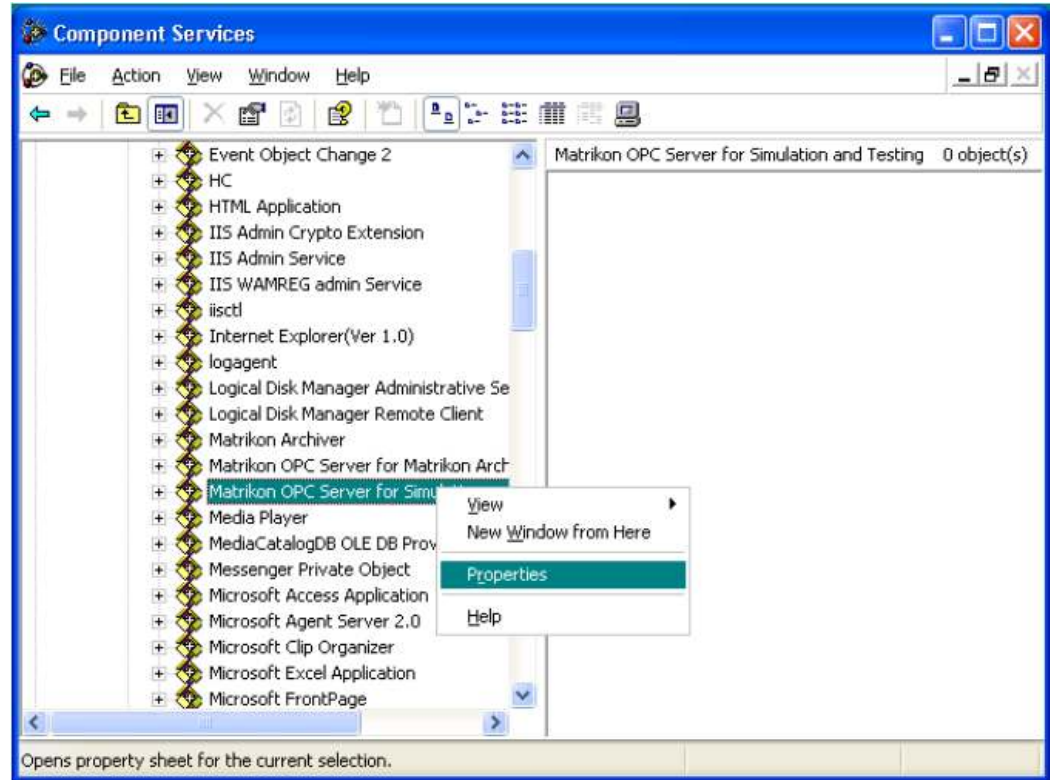 Component Services
File Action View Window Help
Matrikon OPC Server for Simulation and Testing 0 object(s)
Event Object Change 2
HC
HTML Application
IIS Admin Crypto Extension
IIS Admin Service
IIS WAMREG admin Service
iisctl
Internet Explorer(Ver 1.0)
logagent
Logical Disk Manager Administrative Se
Logical Disk Manager Remote Client
Matrikon Archiver
Matrikon OPC Server for Matrikon Arch
Matrikon OPC Server for Simulation
Media Player
MediaCatalogDB OLE DB Prov
Messenger Private Object
Microsoft Access Application
Microsoft Agent Server 2.0
Microsoft Clip Organizer
Microsoft Excel Application
Microsoft FrontPage
View
New Window from Here
Properties
Help
Opens property sheet for the current selection.